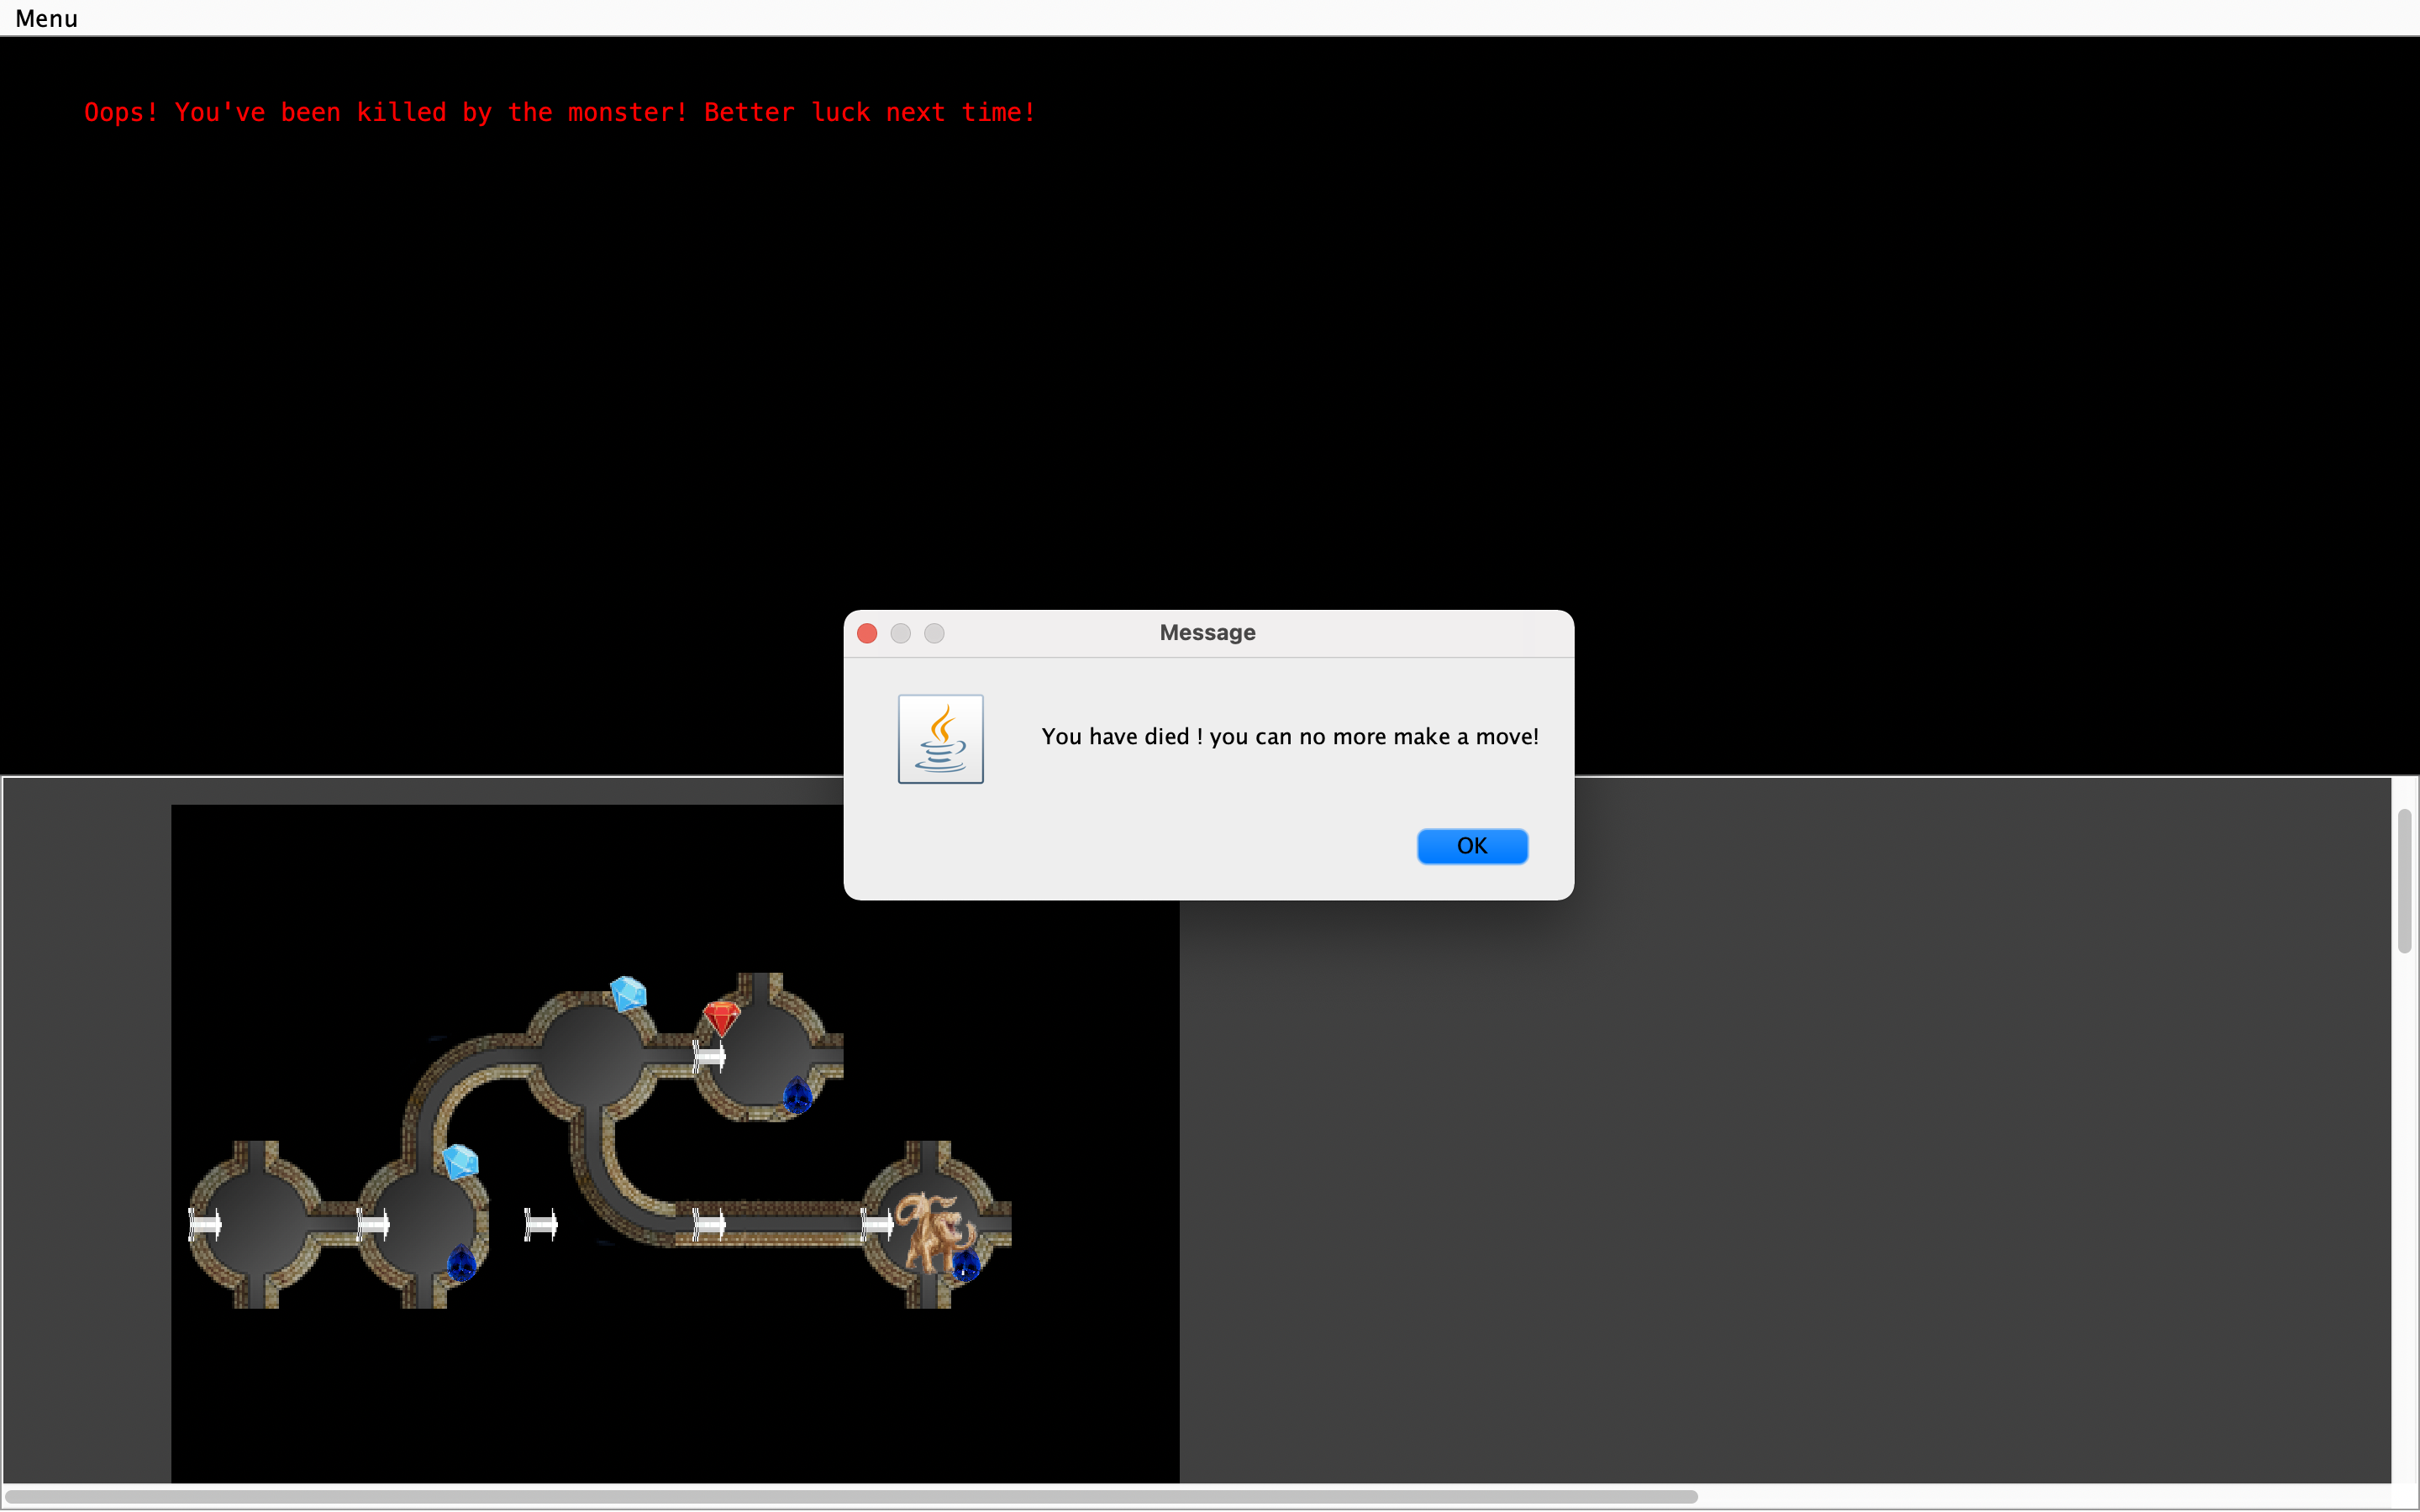 Menu
Oops! You've been killed by the monster! Better luck next time!
Message
You have died ! you can no more make a move!
OK